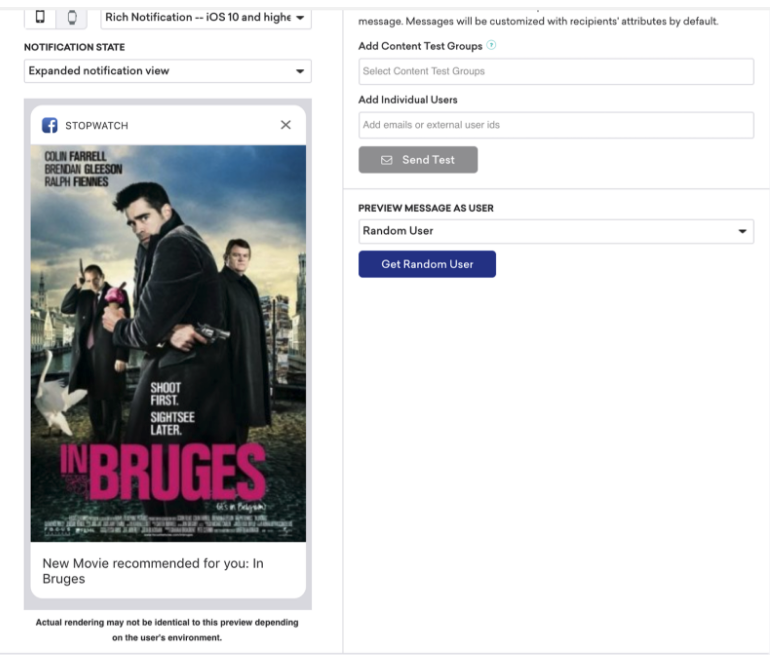 Rich Notification -- iOS 10 and highe
NOTIFICATION STATE
Expanded notification view
STOPWATCH
COLIN FARRELL
BRENDAN GLEESON
RALPH FIENNES
SHOOT
FIRST.
SIGHTSEE
LATER.
IN BRUGES
(it's in Belgium)
New Movie recommended for you: In
Bruges
Actual rendering may not be identical to this preview depending
on the user's environment.
message. Messages will be customized with recipients' attributes by default.
Add Content Test Groups ?
Select Content Test Groups
Add Individual Users
Add emails or external user ids
Send Test
PREVIEW MESSAGE AS USER
Random User
Get Random User